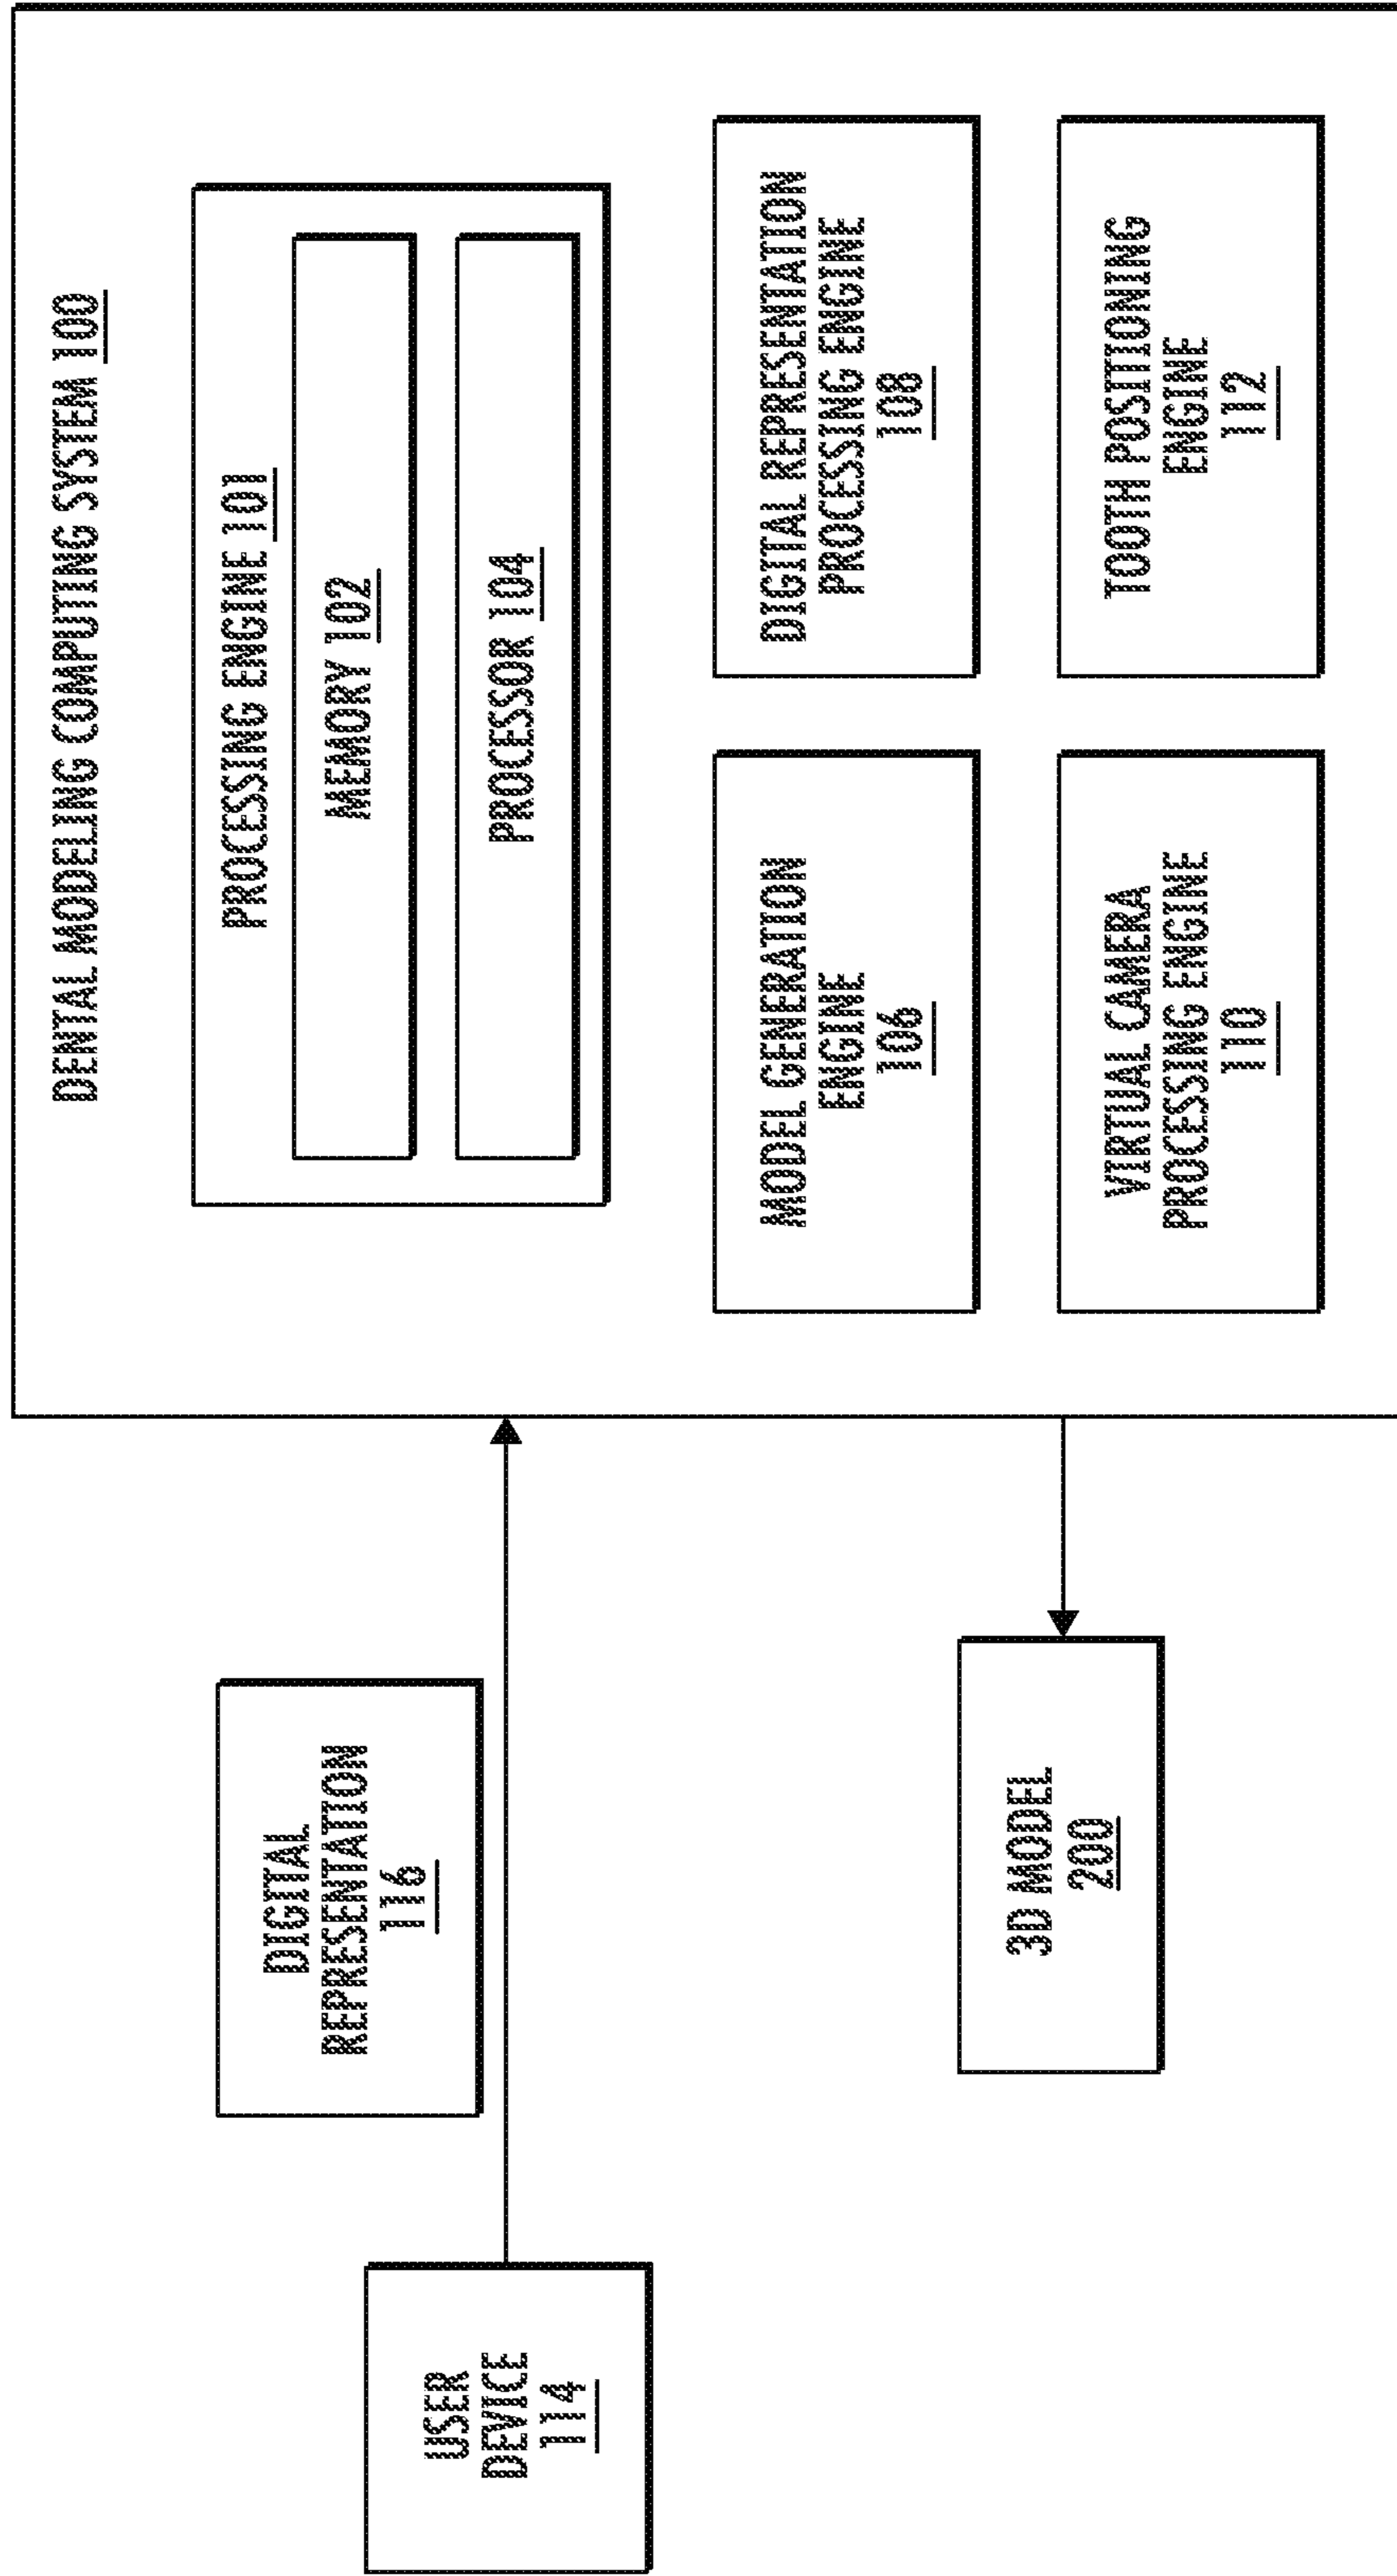 DENTAL MODELING COMPUTING SYSTEM 100
PROCESSING ENGINE 101
MEMORY 102
PROCESSOR 104
MODEL GENERATION
ENGINE
106
DIGITAL REPRESENTATION
PROCESSING ENGINE
108
VIRTUAL CAMERA
PROCESSING ENGINE
110
TOOTH POSITIONING
ENGINE
112
DIGITAL
REPRESENTATION
116
USER
DEVICE
114
3D MODEL
200